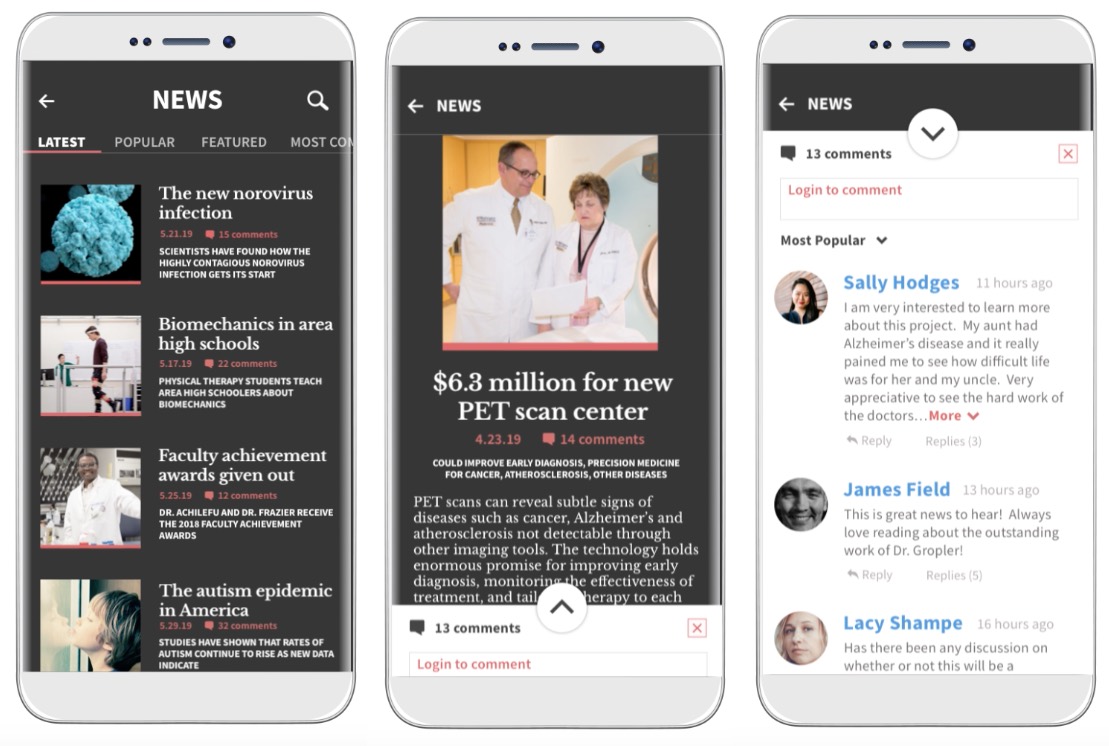 NEWS
LATEST POPULAR FEATURED MOST COM
The new norovirus
infection
5.21.19 15 comments
SCIENTISTS HAVE FOUND HOW THE
HIGHLY CONTAGIOUS NOROVIRUS
INFECTION GETS ITS START
Biomechanics in area
high schools
5.17.19 22 comments
PHYSICAL THERAPY STUDENTS TEACH
AREA HIGH SCHOOLERS ABOUT
BIOMECHANICS
Faculty achievement
awards given out
5.25.19 12 comments
DR. ACHILEFU AND DR. FRAZIER RECEIVE
THE 2018 FACULTY ACHIEVEMENT
AWARDS
The autism epidemic
in America
5.29.19 32 comments
STUDIES HAVE SHOWN THAT RATES OF
AUTISM CONTINUE TO RISE AS NEW DATA
INDICATE
NEWS
$6.3 million for new
PET scan center
4.23.19 14 comments
COULD IMPROVE EARLY DIAGNOSIS, PRECISION MEDICINE
FOR CANCER, ATHEROSCLEROSIS, OTHER DISEASES
PET scans can reveal subtle signs of
diseases such as cancer, Alzheimer's and
atherosclerosis not detectable through
other imaging tools. The technology holds
enormous promise for improving early
diagnosis, monitoring the effectiveness of
treatment, and to each
13 comments
Login to comment
NEWS
13 comments
Login to comment
Most Popular
Sally Hodges 11 hours ago
I am very interested to learn more
about this project. My aunt had
Alzheimer's disease and it really
pained me to see how difficult life
was for her and my uncle. Very
appreciative to see the hard work of
the doctors...More
Reply Replies (3)
James Field 13 hours ago
This is great news to hear! Always
love reading about the outstanding
work of Dr. Gropler!
Reply Replies (5)
Lacy Shampe 16 hours ago
Has there been any discussion on
whether or not this will be a